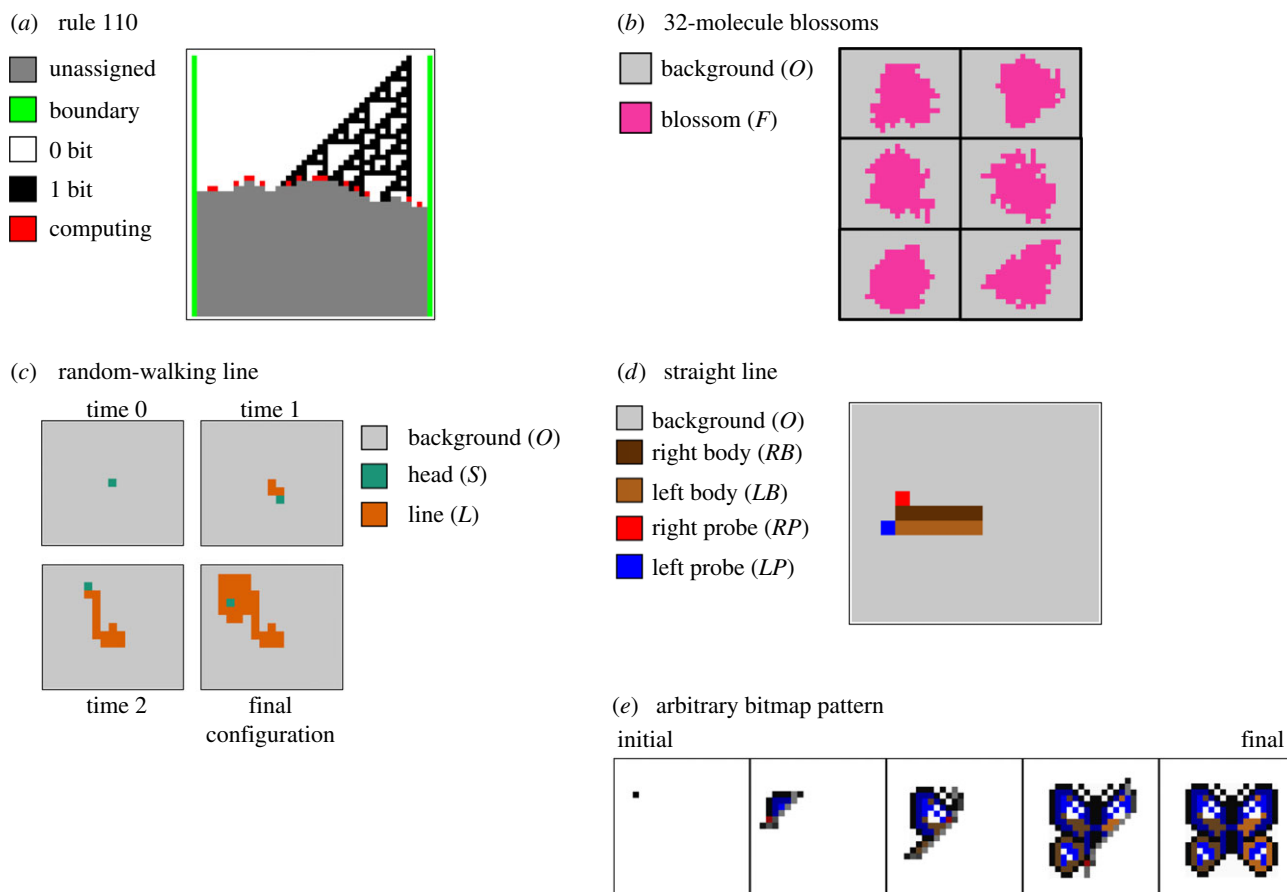 (a) rule 110
unassigned
boundary
0 bit
1 bit
computing
(b) 32-molecule blossoms
background (O)
blossom (F)
(c) random-walking line
time 0
time 1
time 2
final
configuration
background (O)
head (S)
line (L)
(d) straight line
background (O)
right body (RB)
left body (LB)
right probe (RP)
left probe (LP)
(e) arbitrary bitmap pattern
initial
final